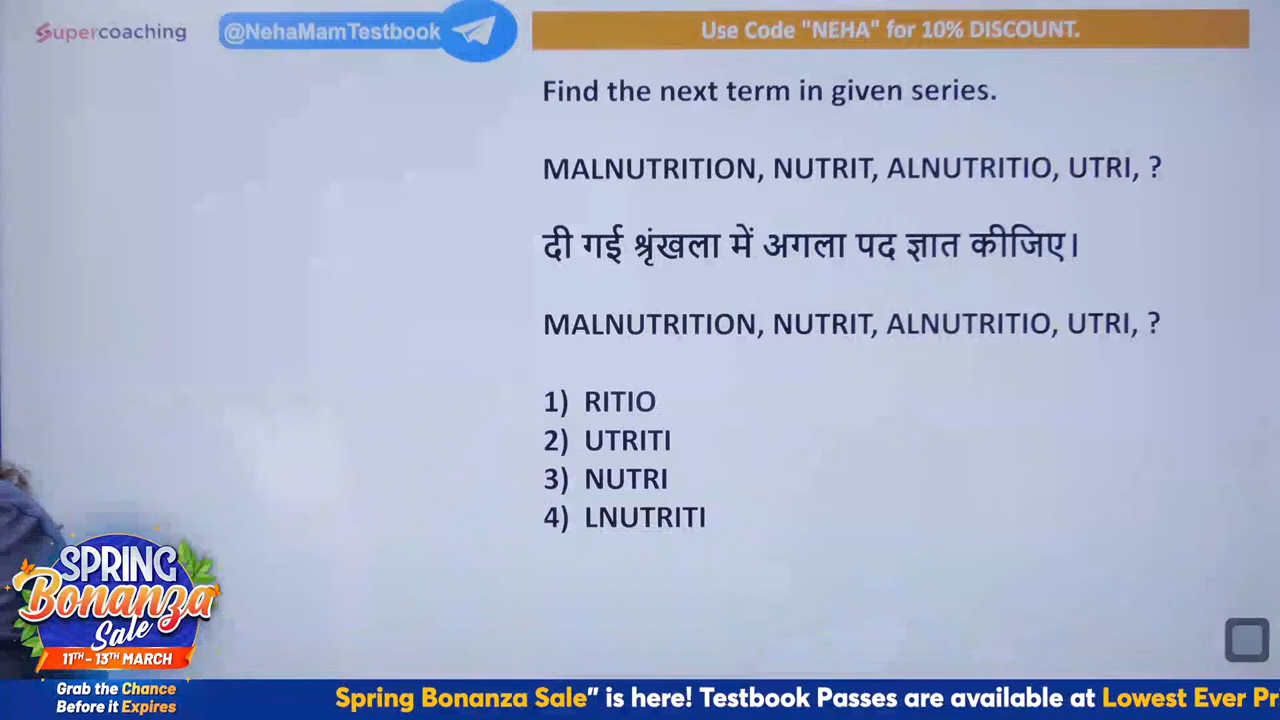 Supercoaching
@NehaMamTestbook
Use Code "NEHA" for 10% DISCOUNT.
Find the next term in given series.
MALNUTRITION, NUTRIT, ALNUTRITIO, UTRI, ?
दी गई श्रृंखला में अगला पद ज्ञात कीजिए।
MALNUTRITION, NUTRIT, ALNUTRITIO, UTRI, ?
1) RITIO
2) UTRITI
3) NUTRI
4) LNUTRITI
SPRING
Bonanza
Sale
11TH - 13TH MARCH
Grab the Chance
Before it Expires
Spring Bonanza Sale” is here! Testbook Passes are available at Lowest Ever Pr